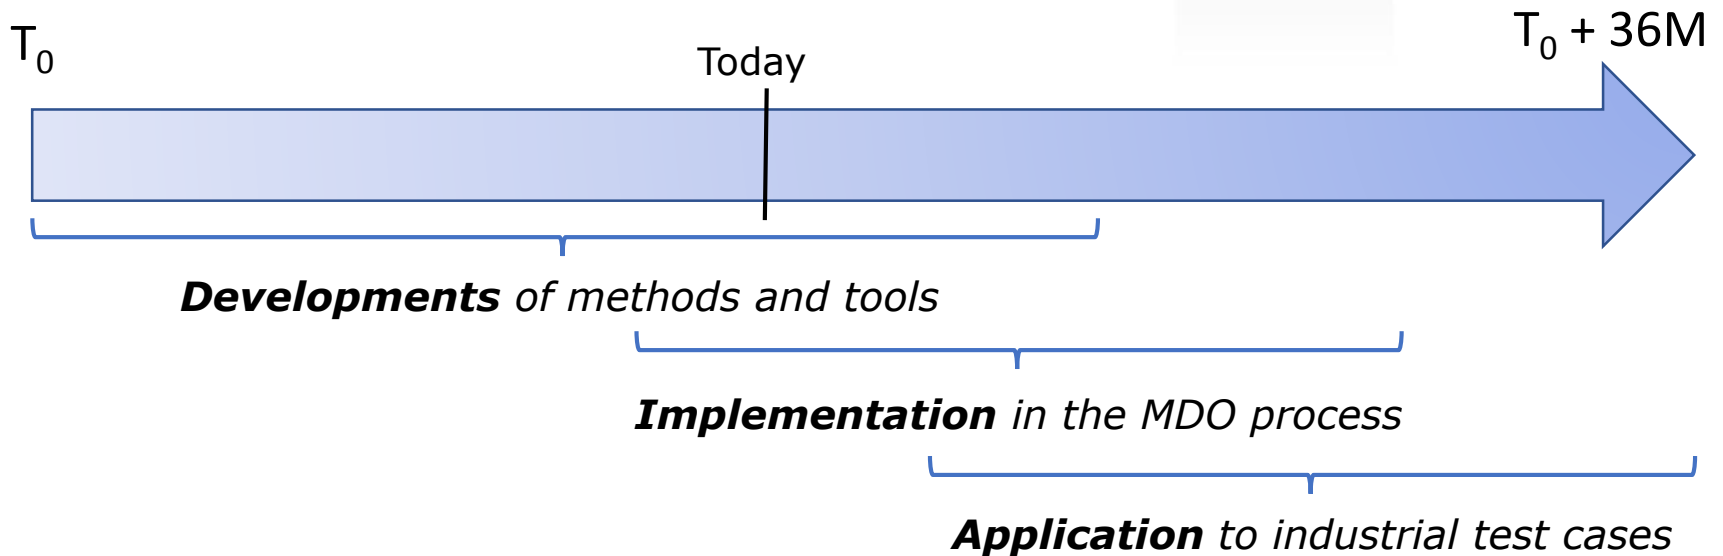 T₀
T₀ + 36M
Today
Developments of methods and tools
Implementation in the MDO process
Application to industrial test cases